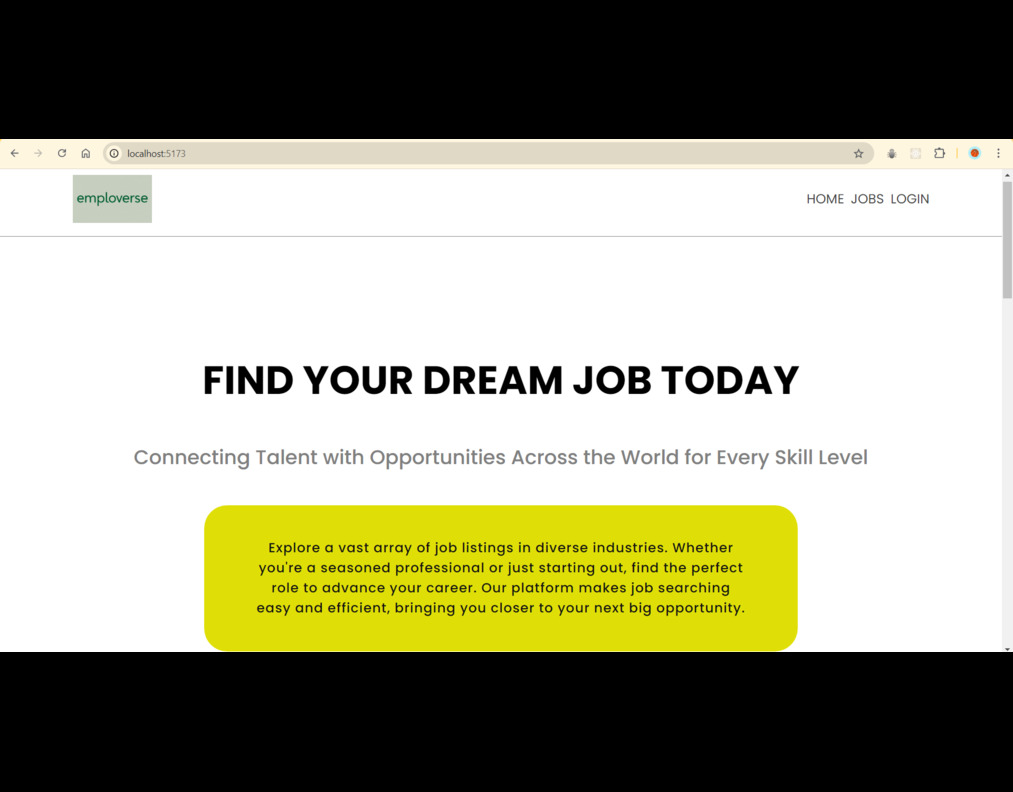 localhost:5173
emploverse
HOME JOBS LOGIN
FIND YOUR DREAM JOB TODAY
Connecting Talent with Opportunities Across the World for Every Skill Level
Explore a vast array of job listings in diverse industries. Whether
you're a seasoned professional or just starting out, find the perfect
role to advance your career. Our platform makes job searching
easy and efficient, bringing you closer to your next big opportunity.